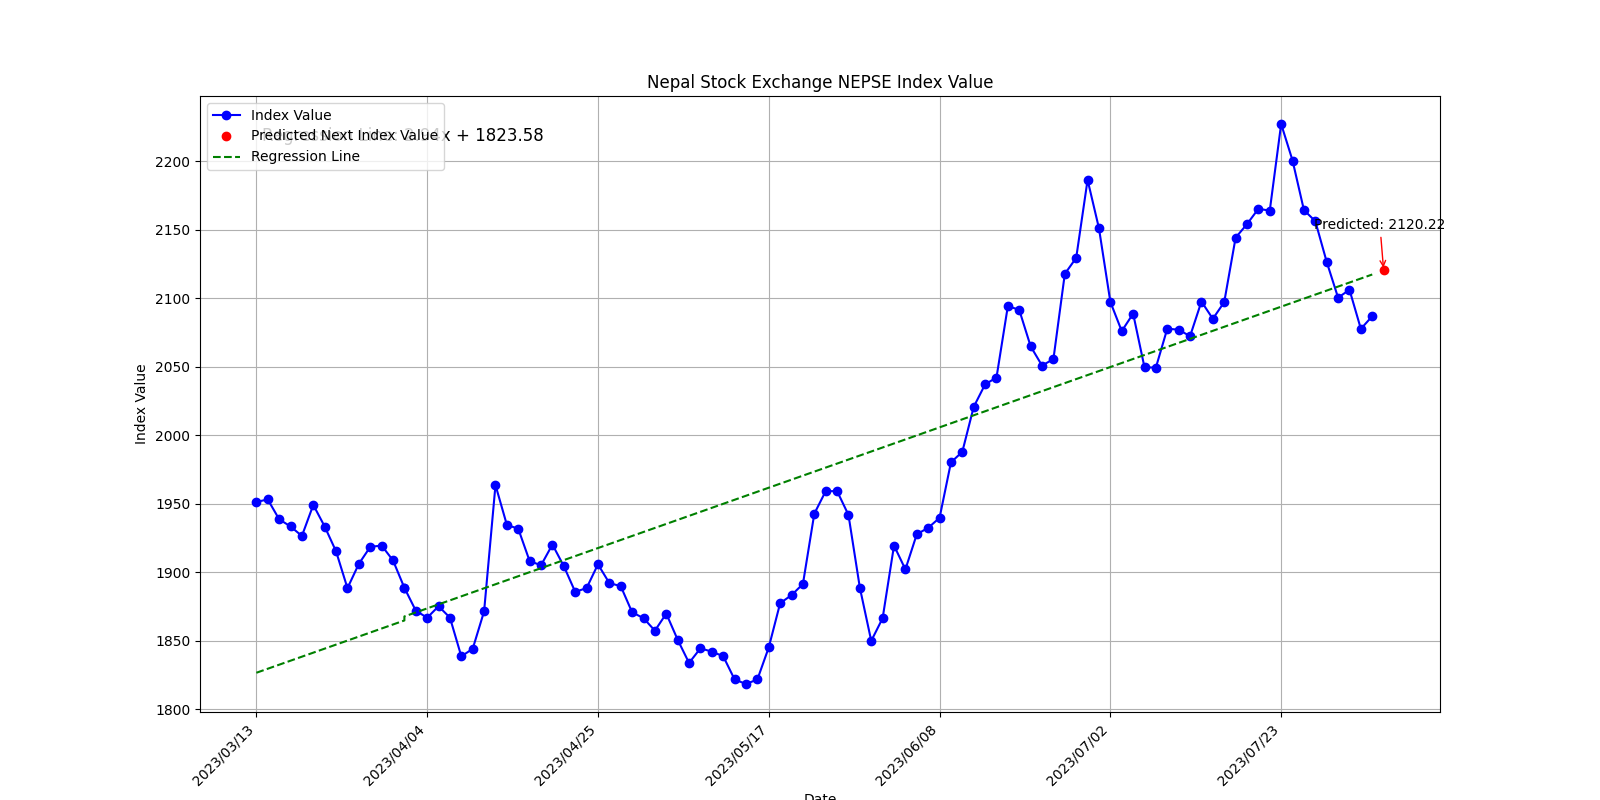 Nepal Stock Exchange NEPSE Index Value
Index Value
Predicted Next Index Value
x + 1823.58
Regression Line
Predicted: 2120.22
2200
2150
2100
2050
2000
1950
1900
1850
1800
Index Value
2023/03/13
2023/04/04
2023/04/25
2023/05/17
2023/06/08
2023/07/02
2023/07/23
Date